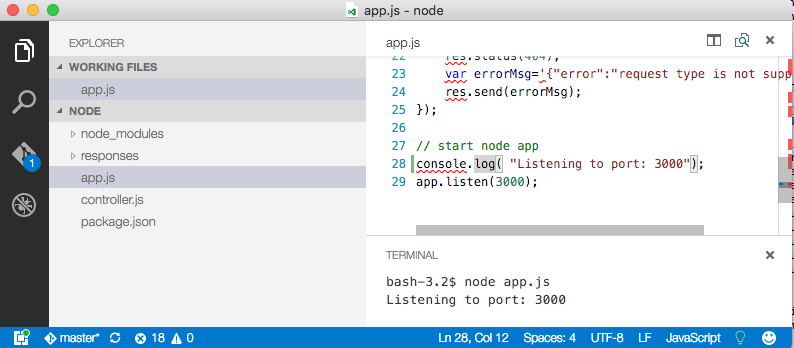 app.js - node
EXPLORER
WORKING FILES
app.js
NODE
node_modules
responses
app.js
controller.js
package.json
1
app.js
22 res.status(404);
23 var errorMsg='{"error":"request type is not supp
24 res.send(errorMsg);
25 });
26
27 // start node app
28 console.log( "Listening to port: 3000");
29 app.listen(3000);
TERMINAL
bash-3.2$ node app.js
Listening to port: 3000
master* 18 0 Ln 28, Col 12 Spaces: 4 UTF-8 LF JavaScript